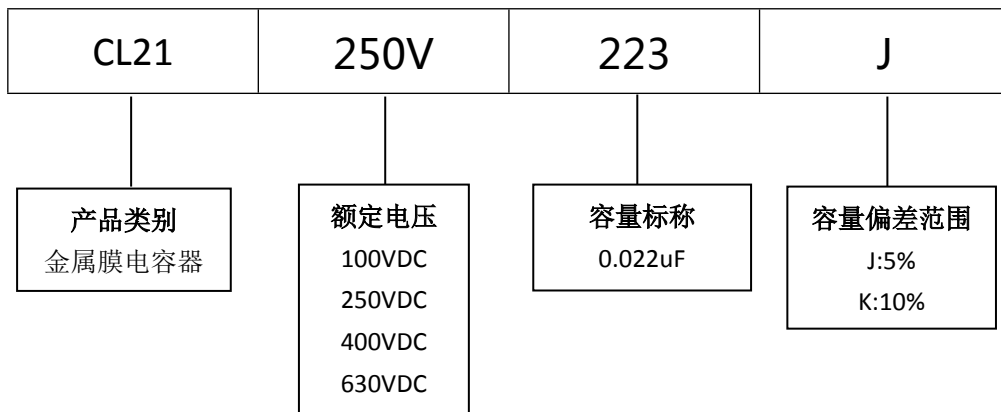 CL21 250V 223 J
产品类别
金属膜电容器
额定电压
100VDC
250VDC
400VDC
630VDC
容量标称
0.022uF
容量偏差范围
J:5%
K:10%